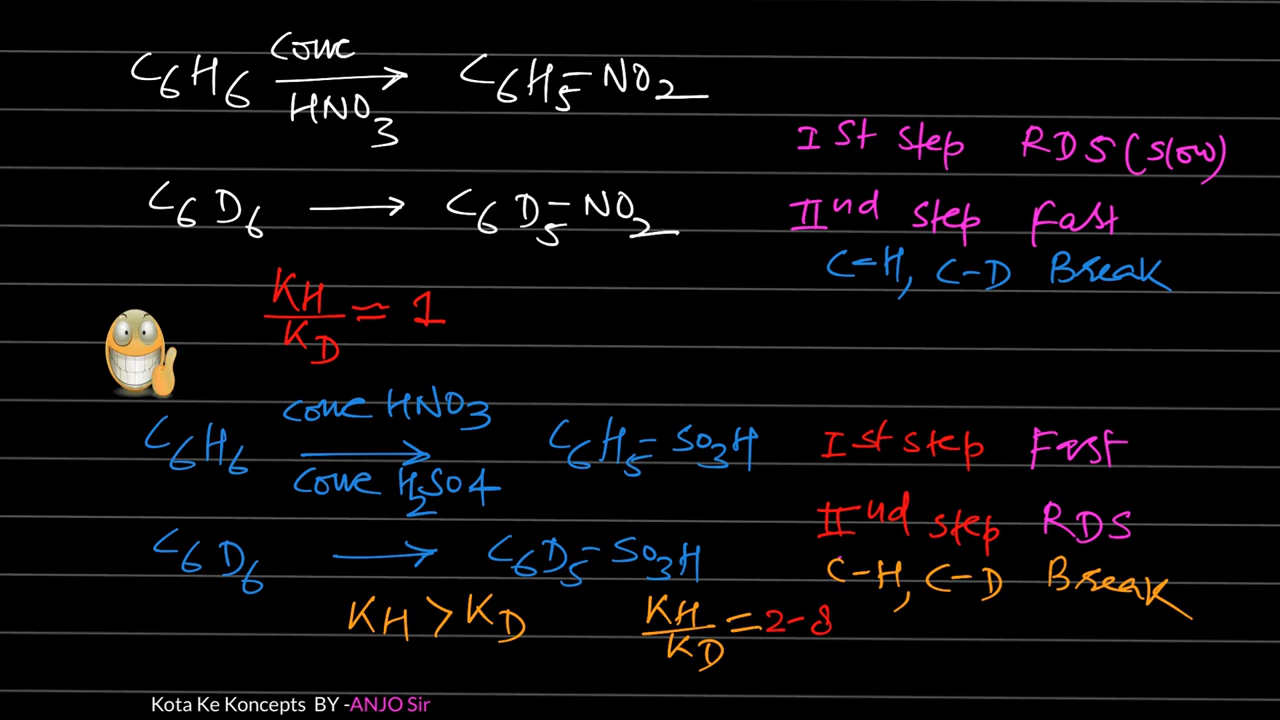 C6H6 conc HNO3 → C6H5-NO2
Ist step RDS (slow)
C6D6 → C6D5-NO2
IInd step Fast
C-H, C-D Break
KH/KD ≃ 1
C6H6 conc HNO3 conc H2SO4 → C6H5-SO3H
Ist step Fast
IInd step RDS
C6D6 → C6D5-SO3H
C-H, C-D Break
KH > KD KH/KD = 2-8
Kota Ke Koncepts BY -ANJO Sir